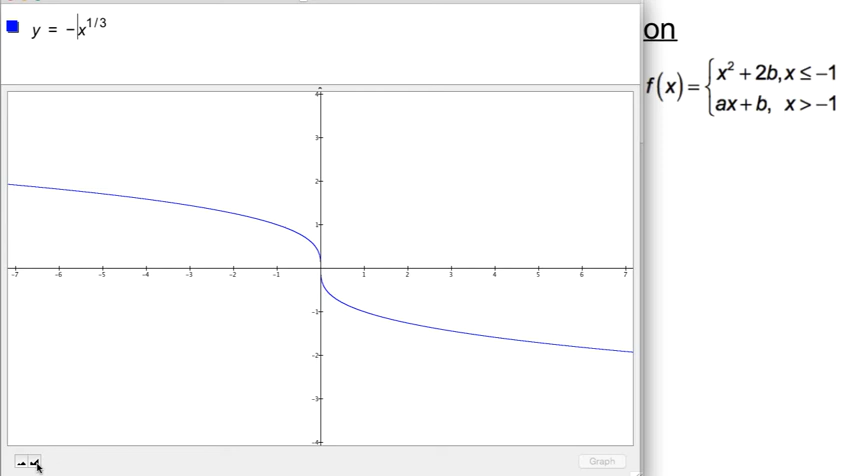 y = -x^1/3
on
f(x) = { x² + 2b, x ≤ -1
ax + b, x > -1
4
3
2
1
-7 -6 -5 -4 -3 -2 -1 0 1 2 3 4 5 6 7
-1
-2
-3
-4
Graph